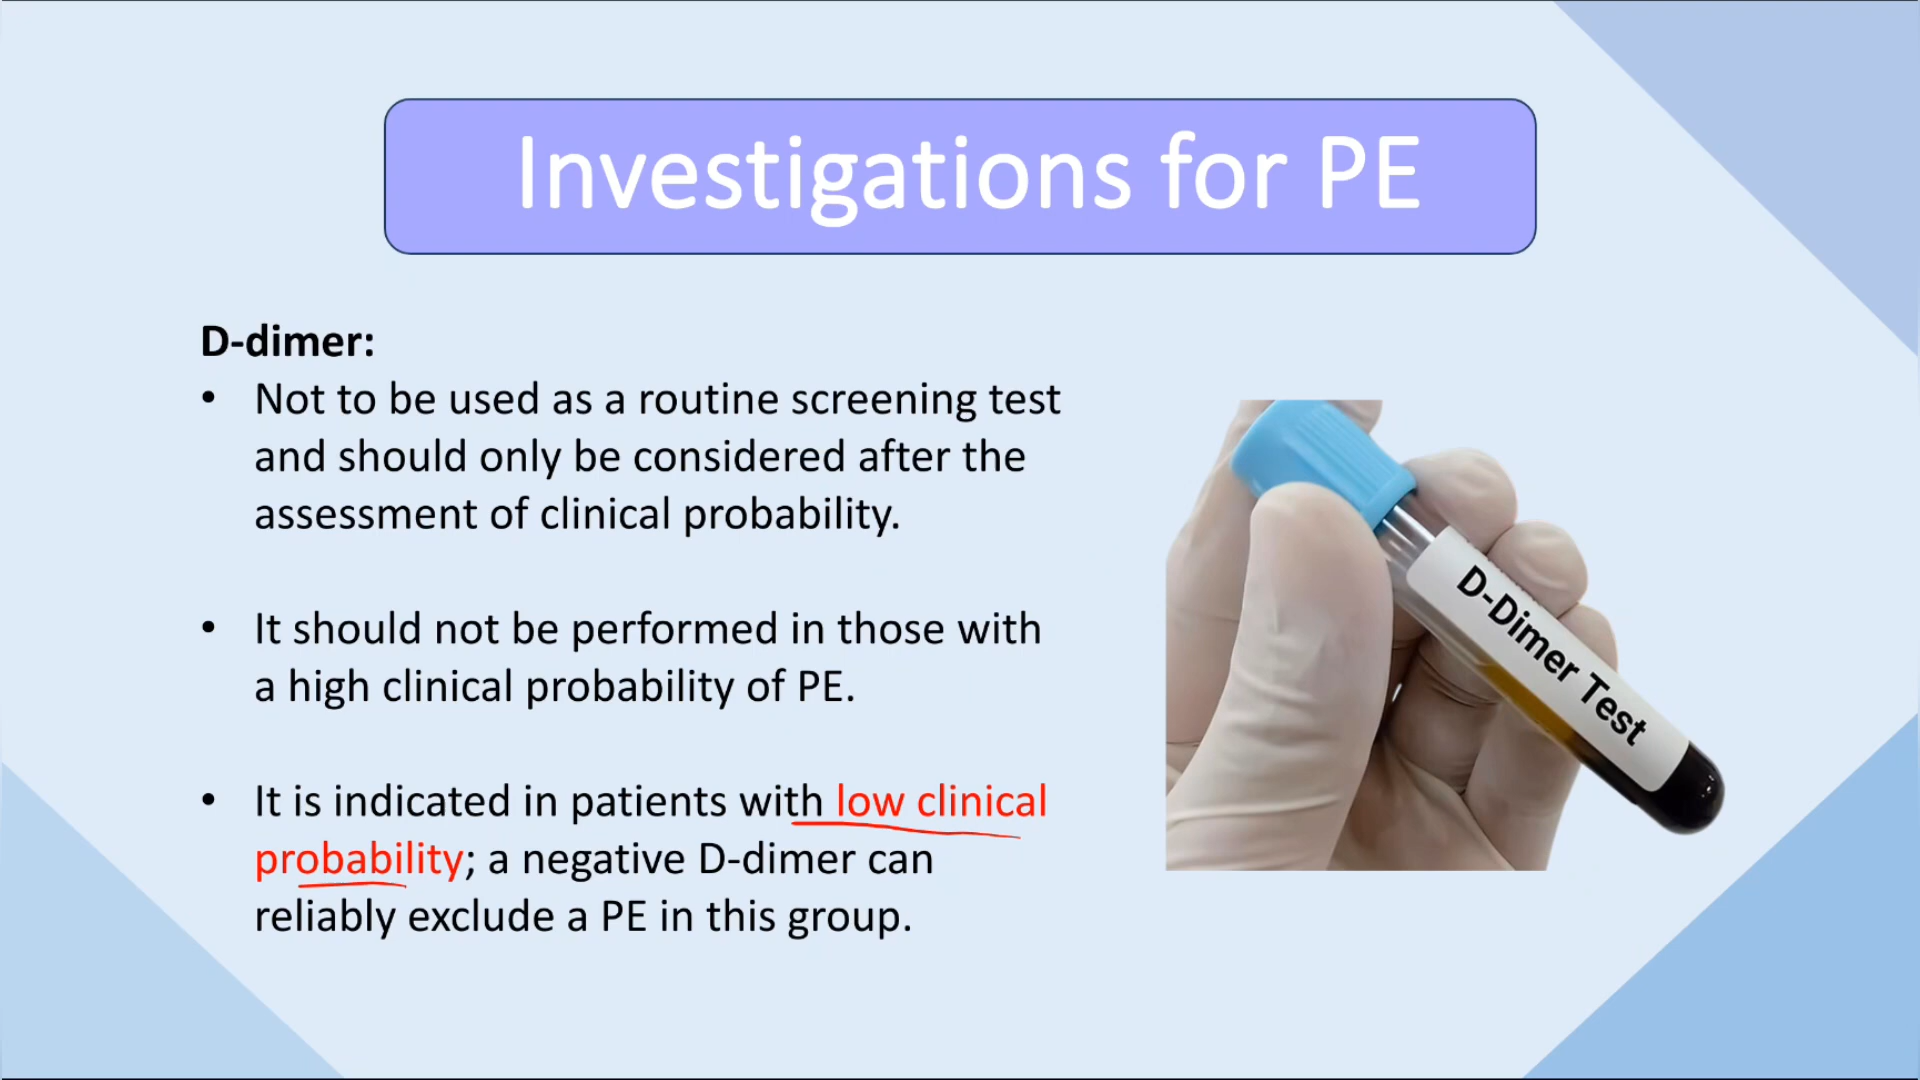 Investigations for PE
D-dimer:
• Not to be used as a routine screening test
and should only be considered after the
assessment of clinical probability.
• It should not be performed in those with
a high clinical probability of PE.
• It is indicated in patients with low clinical
probability; a negative D-dimer can
reliably exclude a PE in this group.
D-Dimer Test